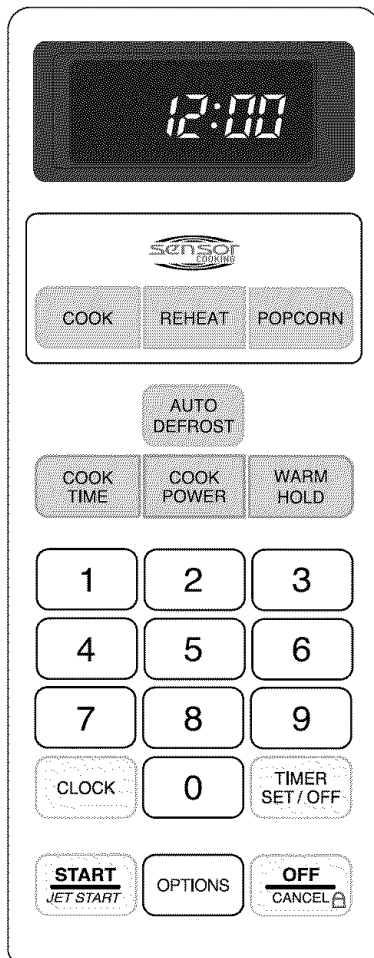 12:00
sensor
COOKING
COOK REHEAT POPCORN
AUTO
DEFROST
COOK
TIME
COOK
POWER
WARM
HOLD
1 2 3
4 5 6
7 8 9
CLOCK
0
TIMER
SET / OFF
START
JET START
OPTIONS
OFF
CANCEL